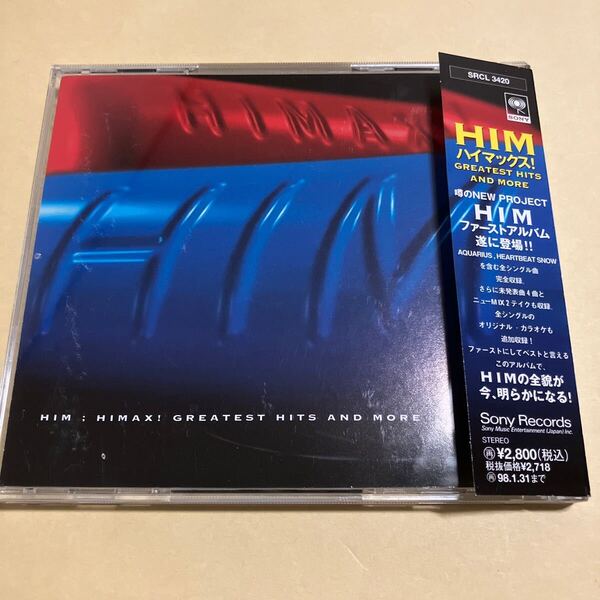 HIMAX
HIM
HIM : HIMAX! GREATEST HITS AND MORE
SRCL 3420
SONY
HIM
ハイマックス!
GREATEST HITS
AND MORE
噂のNEW PROJECT
HIM
ファーストアルバム
遂に登場!!
AQUARIUS, HEARTBEAT SNOW
を含む全シングル曲
完全収録。
さらに未発表曲4曲と
ニューMIX2テイクも収録。
全シングルの
オリジナル・カラオケも
追加収録!
ファーストにしてベストと言える
このアルバムで、
HIMの全貌が
今、明らかになる!
Sony Records
Sony Music Entertainment (Japan) Inc.
STEREO
再¥2,800(税込)
税抜価格¥2,718
再98.1.31まで